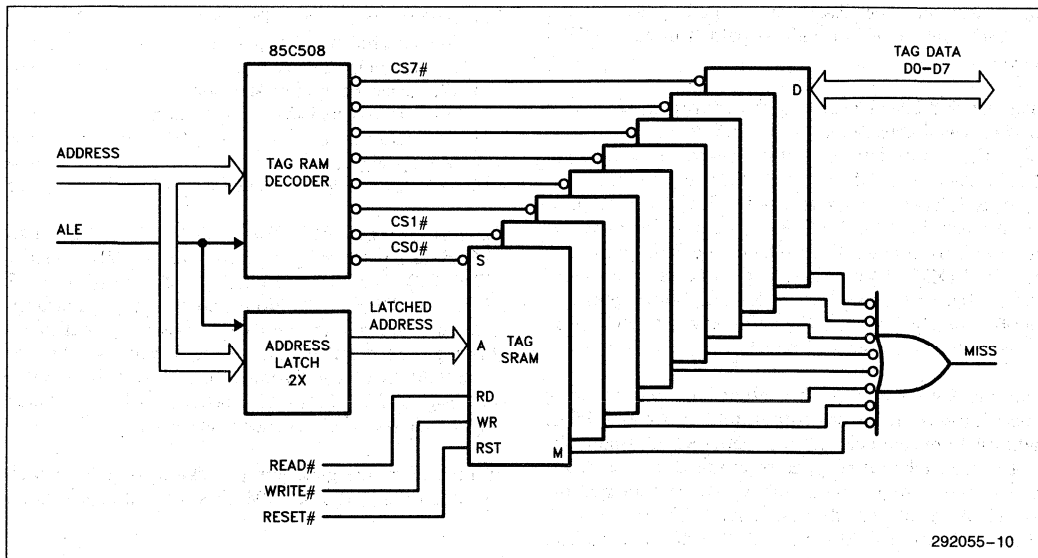 85C508
CS7#
TAG DATA
D0–D7
D
ADDRESS
TAG RAM
DECODER
ALE
CS1#
CS0#
S
LATCHED
ADDRESS
A
TAG
SRAM
ADDRESS
LATCH
2X
MISS
RD
WR
RST
M
READ#
WRITE#
RESET#
292055–10